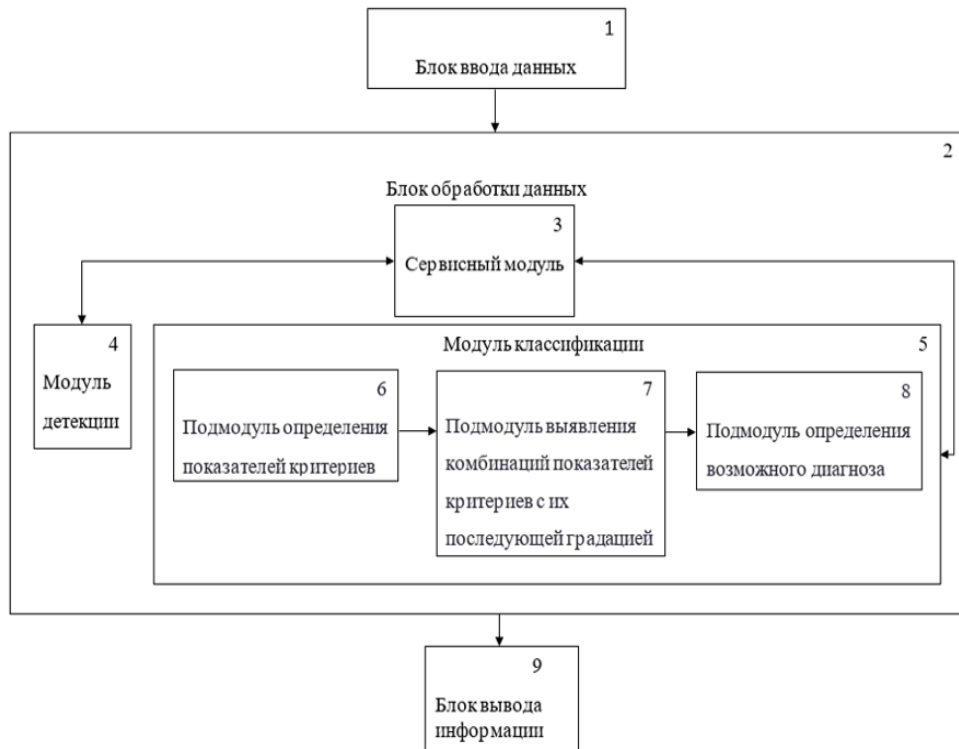 1
Блок ввода данных
2
Блок обработки данных
3
Сервисный модуль
4
Модуль
детекции
Модуль классификации
5
6
Подмодуль определения
показателей критериев
7
Подмодуль выявления
комбинаций показателей
критериев с их
последующей градацией
8
Подмодуль определения
возможного диагноза
9
Блок вывода
информации